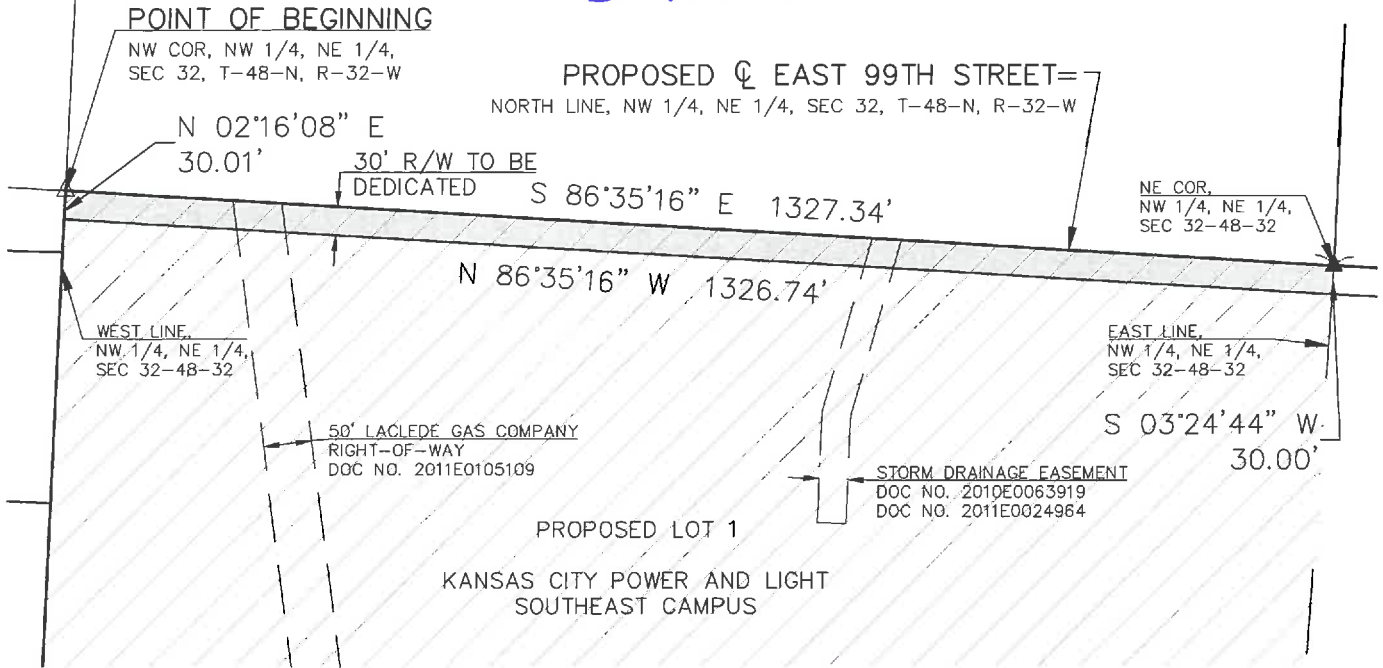 POINT OF BEGINNING
NW COR, NW 1/4, NE 1/4,
SEC 32, T-48-N, R-32-W
PROPOSED ℄ EAST 99TH STREET=
NORTH LINE, NW 1/4, NE 1/4, SEC 32, T-48-N, R-32-W
N 02°16'08" E
30.01'
30' R/W TO BE
DEDICATED
S 86°35'16" E 1327.34'
NE COR,
NW 1/4, NE 1/4,
SEC 32-48-32
N 86°35'16" W 1326.74'
WEST LINE,
NW 1/4, NE 1/4,
SEC 32-48-32
EAST LINE,
NW 1/4, NE 1/4,
SEC 32-48-32
S 03°24'44" W
30.00'
50' LACLEDE GAS COMPANY
RIGHT-OF-WAY
DOC NO. 2011E0105109
STORM DRAINAGE EASEMENT
DOC NO. 2010E0063919
DOC NO. 2011E0024964
PROPOSED LOT 1
KANSAS CITY POWER AND LIGHT
SOUTHEAST CAMPUS